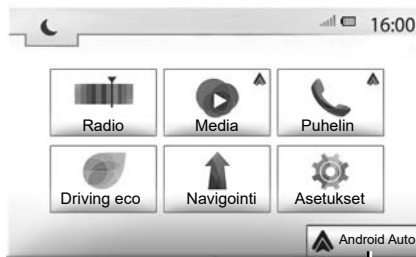 16:00
Radio
Media
Puhelin
Driving eco
Navigointi
Asetukset
Android Auto